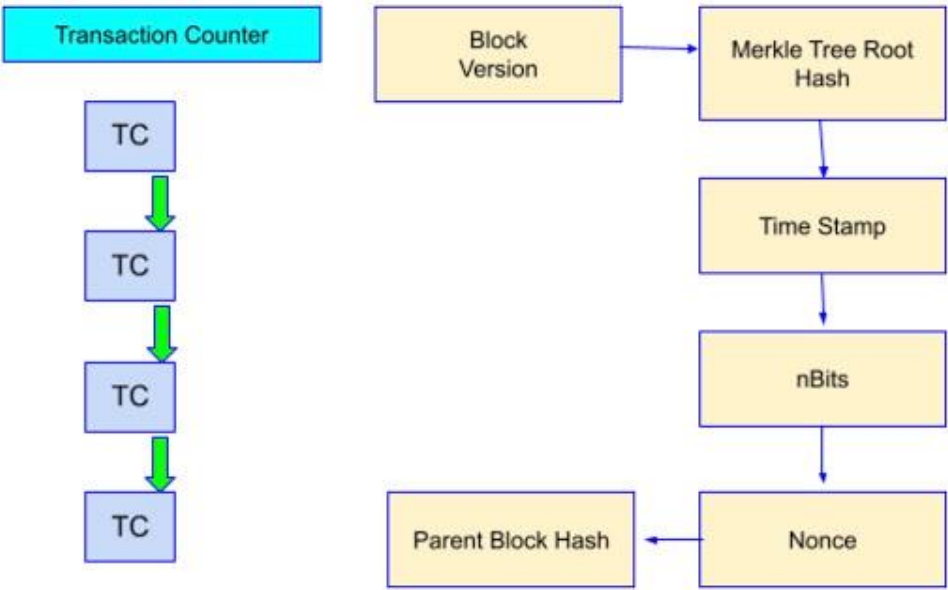 Transaction Counter
TC
TC
TC
TC
Block
Version
Merkle Tree Root
Hash
Time Stamp
nBits
Nonce
Parent Block Hash